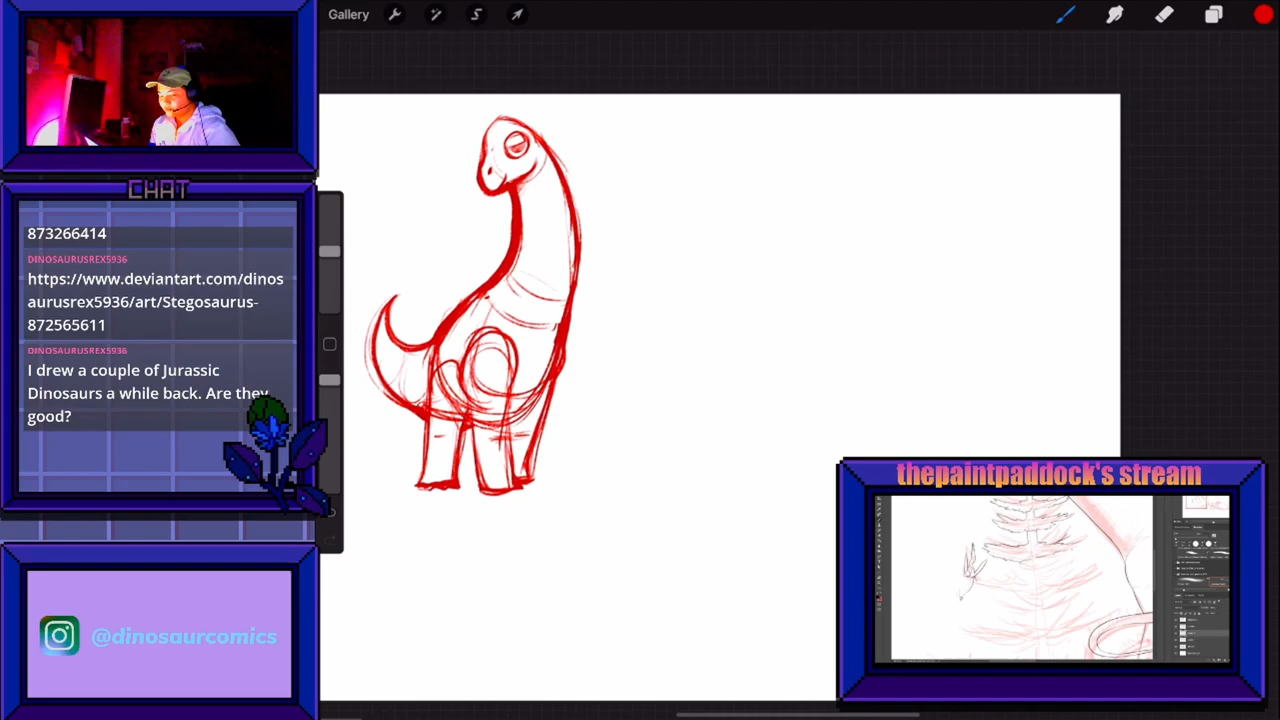 Gallery
CHAT
873266414
DINOSAURUSREX5936
https://www.deviantart.com/dinos
aurusrex5936/art/Stegosaurus-
872565611
DINOSAURUSREX5936
I drew a couple of Jurassic
Dinosaurs a while back. Are they
good?
@dinosaurcomics
thepaintpaddock's stream